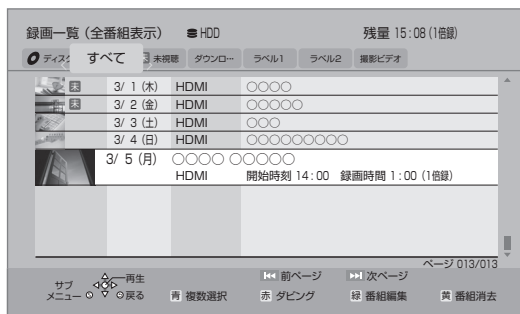 録画一覧 (全番組表示) HDD 残量 15:08 (1倍録)
ディスク すべて 未視聴 ダウンロ… ラベル1 ラベル2 撮影ビデオ
未 3/ 1 (木) HDMI ○○○○
未 3/ 2 (金) HDMI ○○○○○
3/ 3 (土) HDMI ○○○
3/ 4 (日) HDMI ○○○○○○○○○
3/ 5 (月) ○○○○ ○○○○○
HDMI 開始時刻 14:00 録画時間 1:00 (1倍録)
ページ 013/013
サブメニュー 再生 戻る 前ページ 次ページ
青 複数選択 赤 ダビング 緑 番組編集 黄 番組消去